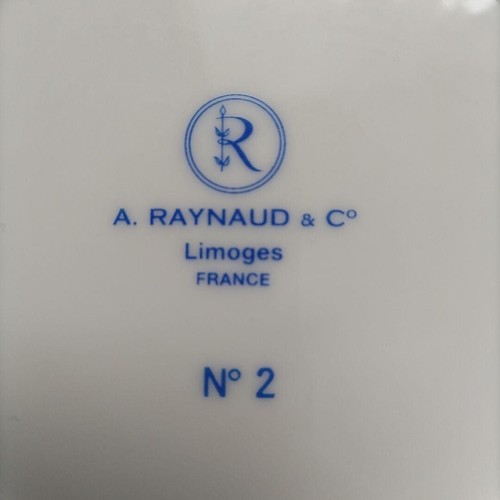 R
A. RAYNAUD & Cº
Limoges
FRANCE
Nº 2